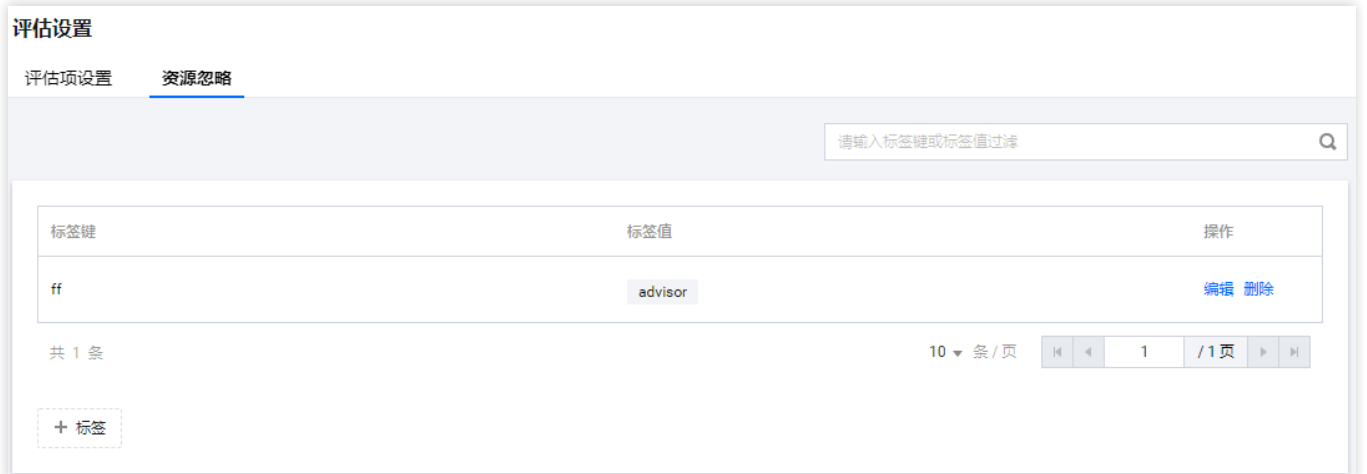 评估设置
评估项设置 资源忽略
请输入标签键或标签值过滤
标签键 标签值 操作
ff advisor 编辑 删除
共 1 条 10 条 / 页 1 / 1 页
+ 标签